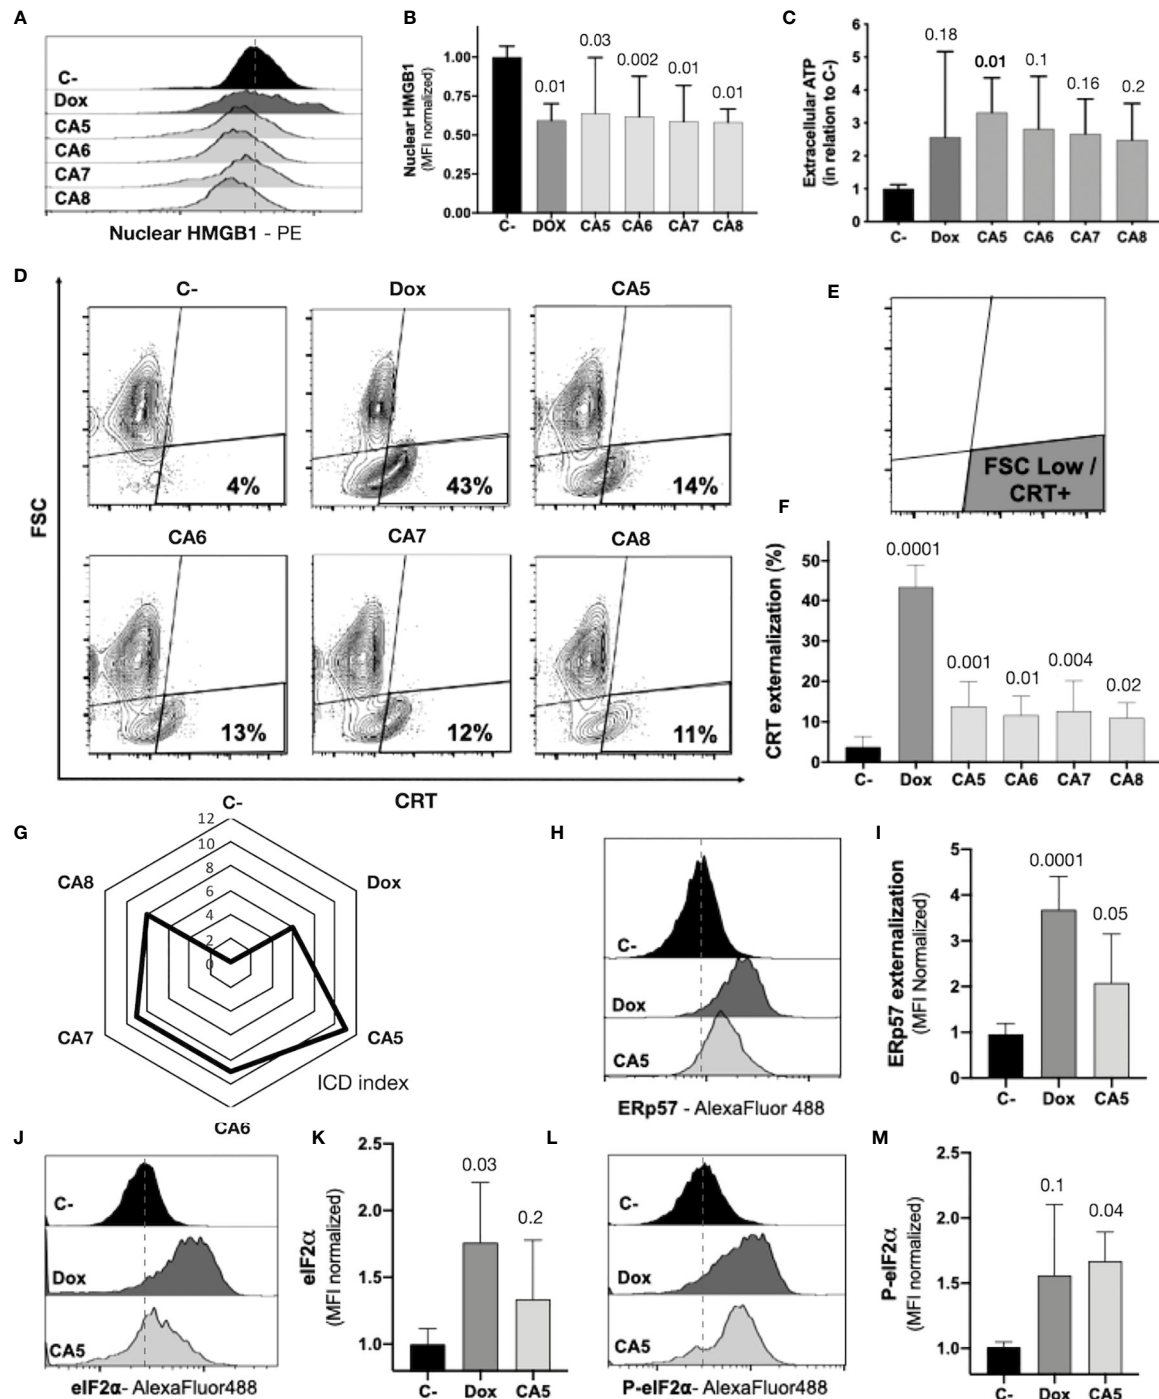 A
C-
Dox
CA5
CA6
CA7
CA8
Nuclear HMGB1 - PE
B
Nuclear HMGB1
(MFI normalized)
1.00
0.75
0.50
0.25
0.00
0.01
0.03
0.002
0.01
0.01
C- DOX CA5 CA6 CA7 CA8
C
Extracellular ATP
(in relation to C-)
6
5
4
3
2
1
0
0.18
0.01
0.1
0.16
0.2
C- Dox CA5 CA6 CA7 CA8
D
FSC
C- Dox CA5
4% 43% 14%
CA6 CA7 CA8
13% 12% 11%
CRT
E
FSC Low /
CRT+
F
CRT externalization (%)
50
40
30
20
10
0
0.0001
0.001
0.01
0.004
0.02
C- Dox CA5 CA6 CA7 CA8
G
C-
12
10
8
6
4
2
0
CA8 Dox
CA7 CA5
ICD index
CA6
H
C-
Dox
CA5
ERp57 - AlexaFluor 488
I
ERp57 externalization
(MFI Normalized)
5
4
3
2
1
0
0.0001
0.05
C- Dox CA5
J
C-
Dox
CA5
eIF2α- AlexaFluor488
K
eIF2α
(MFI normalized)
2.5
2.0
1.5
1.0
0.03
0.2
C- Dox CA5
L
C-
Dox
CA5
P-eIF2α- AlexaFluor488
M
P-eIF2α
(MFI normalized)
2.5
2.0
1.5
1.0
0.1
0.04
C- Dox CA5